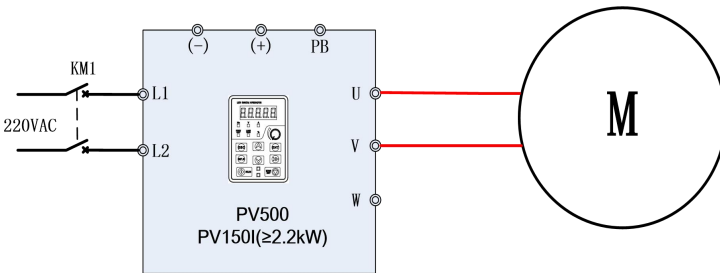 (-) (+) PB
KM1
L1 U
220VAC
M
L2 V
W
PV500
PV150I(≥2.2kW)